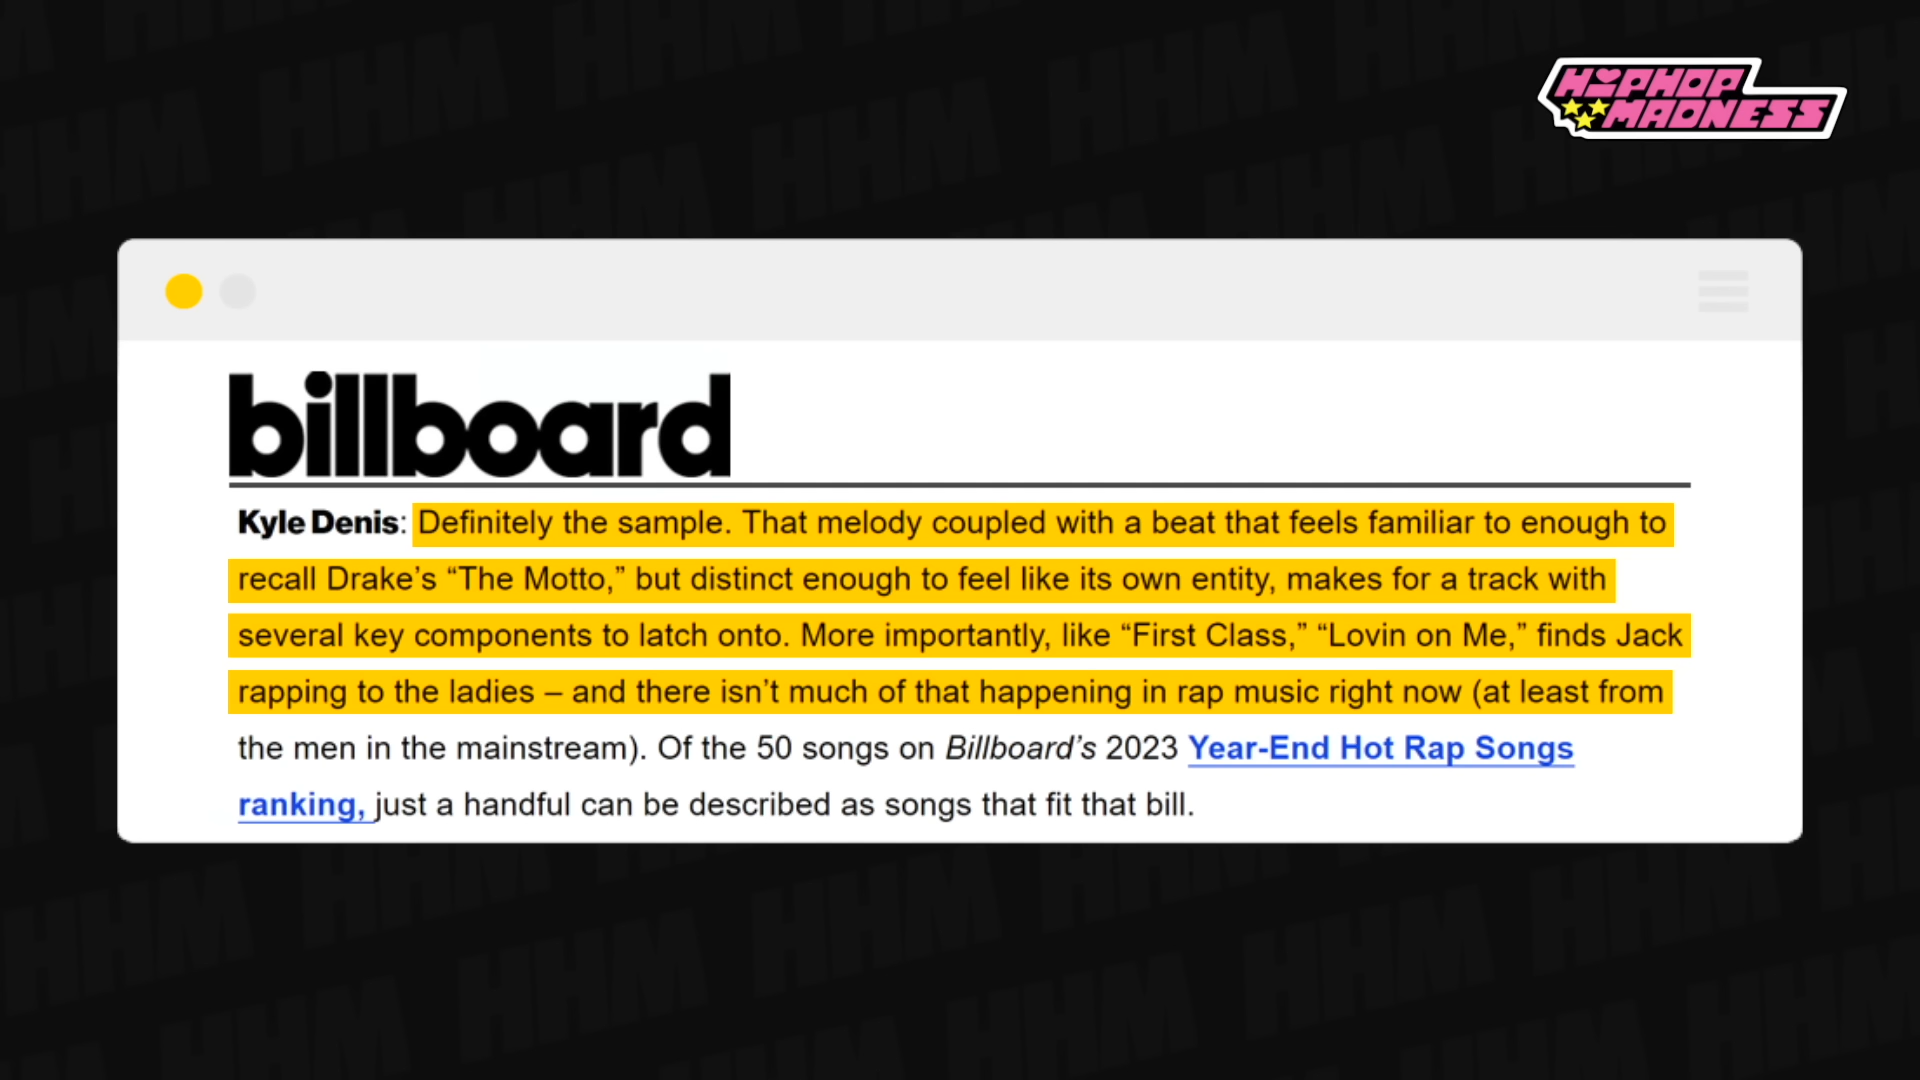 HIPHOP
MADNESS
billboard
Kyle Denis: Definitely the sample. That melody coupled with a beat that feels familiar to enough to
recall Drake’s “The Motto,” but distinct enough to feel like its own entity, makes for a track with
several key components to latch onto. More importantly, like “First Class,” “Lovin on Me,” finds Jack
rapping to the ladies – and there isn’t much of that happening in rap music right now (at least from
the men in the mainstream). Of the 50 songs on Billboard’s 2023 Year-End Hot Rap Songs
ranking, just a handful can be described as songs that fit that bill.